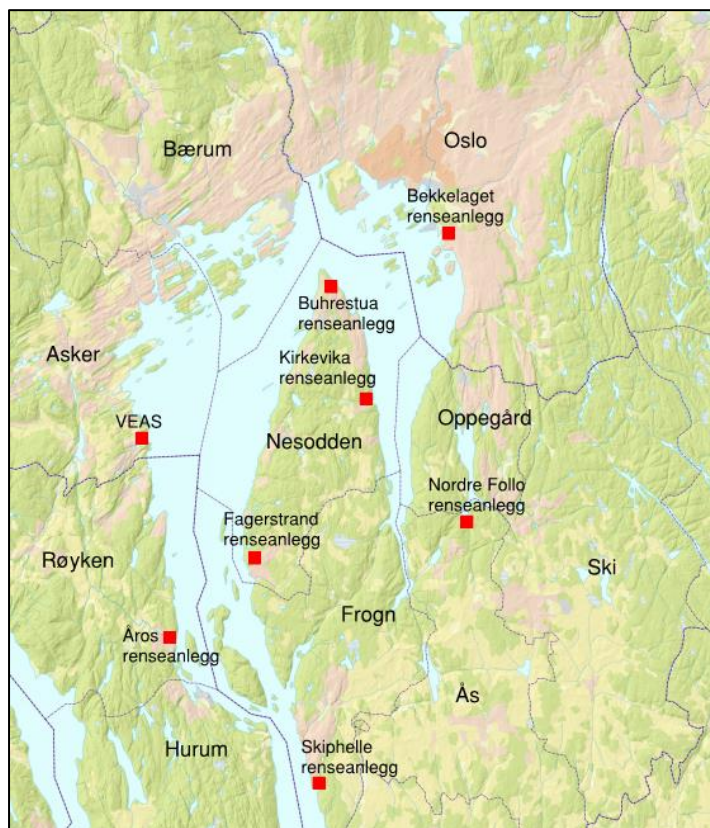 Bærum
Oslo
Bekkelaget
renseanlegg
Buhrestua
renseanlegg
Kirkevika
renseanlegg
Asker
VEAS
Nesodden
Oppegård
Nordre Follo
renseanlegg
Fagerstrand
renseanlegg
Røyken
Ski
Frogn
Åros
renseanlegg
Ås
Hurum
Skiphelle
renseanlegg